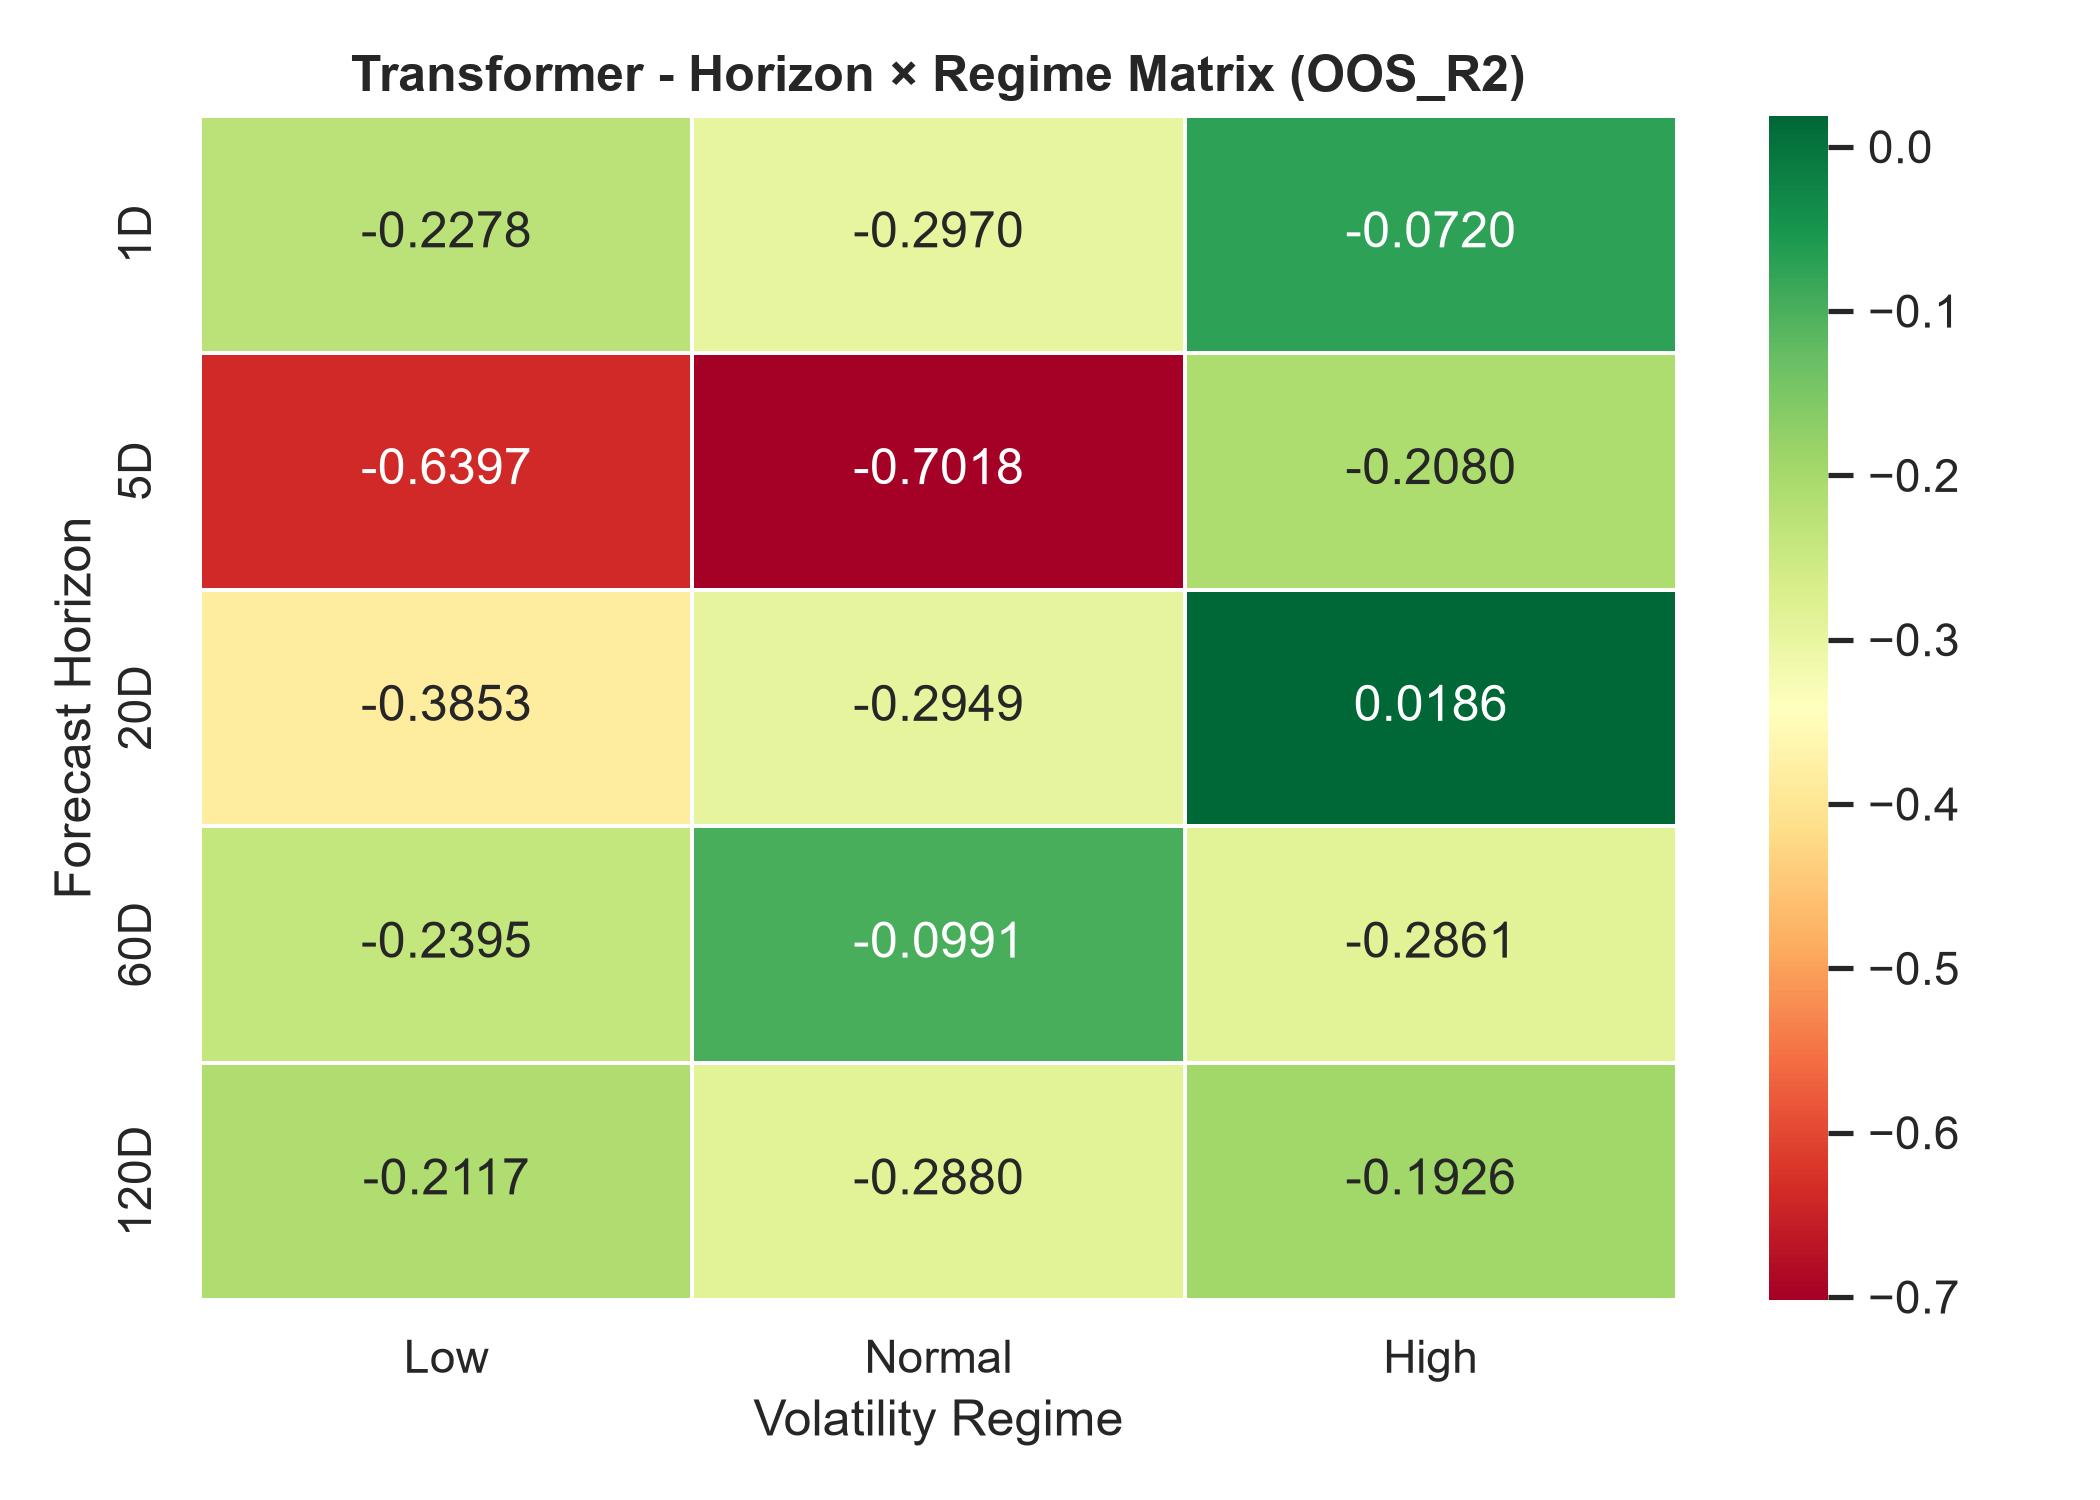 Transformer - Horizon × Regime Matrix (OOS_R2)
Forecast Horizon
1D
-0.2278 -0.2970 -0.0720
5D
-0.6397 -0.7018 -0.2080
20D
-0.3853 -0.2949 0.0186
60D
-0.2395 -0.0991 -0.2861
120D
-0.2117 -0.2880 -0.1926
Low Normal High
Volatility Regime
0.0
−0.1
−0.2
−0.3
−0.4
−0.5
−0.6
−0.7